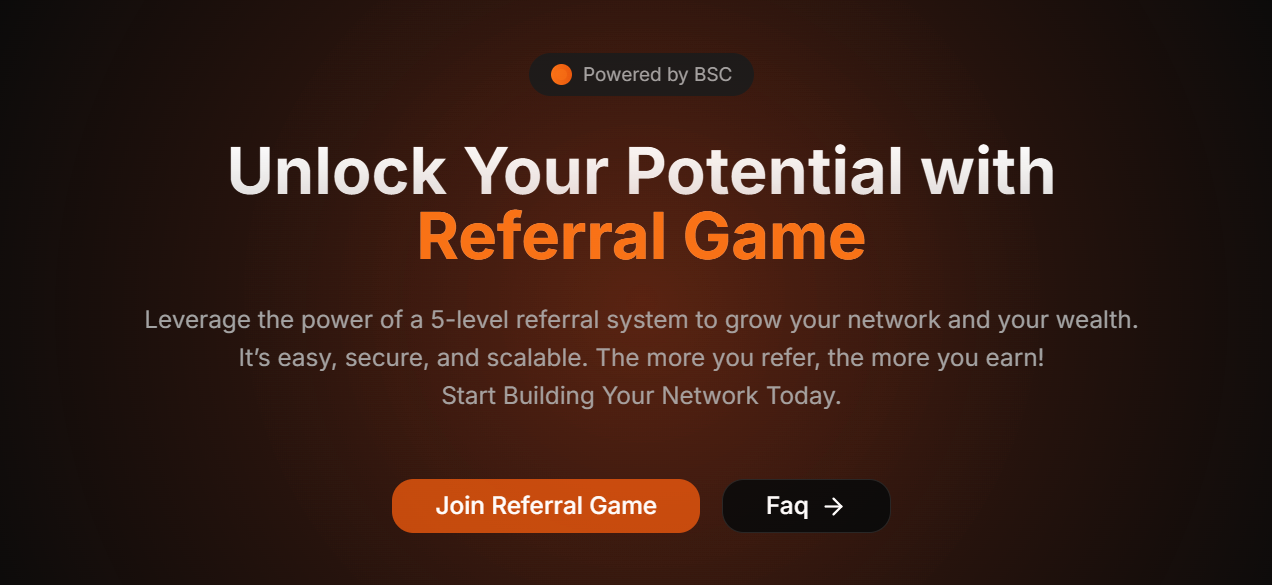 Powered by BSC
Unlock Your Potential with
Referral Game
Leverage the power of a 5-level referral system to grow your network and your wealth.
It’s easy, secure, and scalable. The more you refer, the more you earn!
Start Building Your Network Today.
Join Referral Game
Faq →